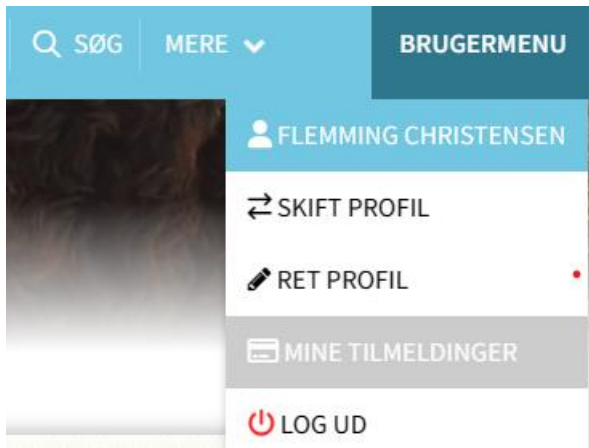 SØG MERE BRUGERMENU
FLEMMING CHRISTENSEN
SKIFT PROFIL
RET PROFIL
MINE TILMELDINGER
LOG UD